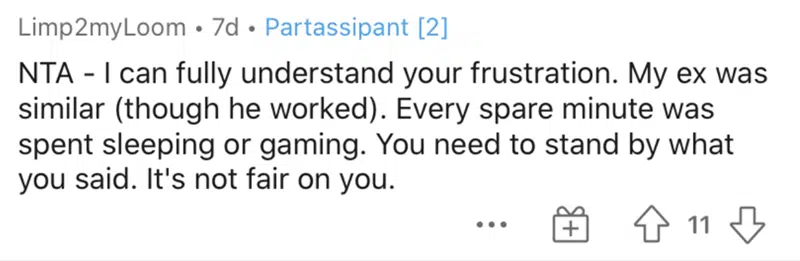 Limp2myLoom • 7d • Partassipant [2]
NTA - I can fully understand your frustration. My ex was
similar (though he worked). Every spare minute was
spent sleeping or gaming. You need to stand by what
you said. It's not fair on you.
... 11